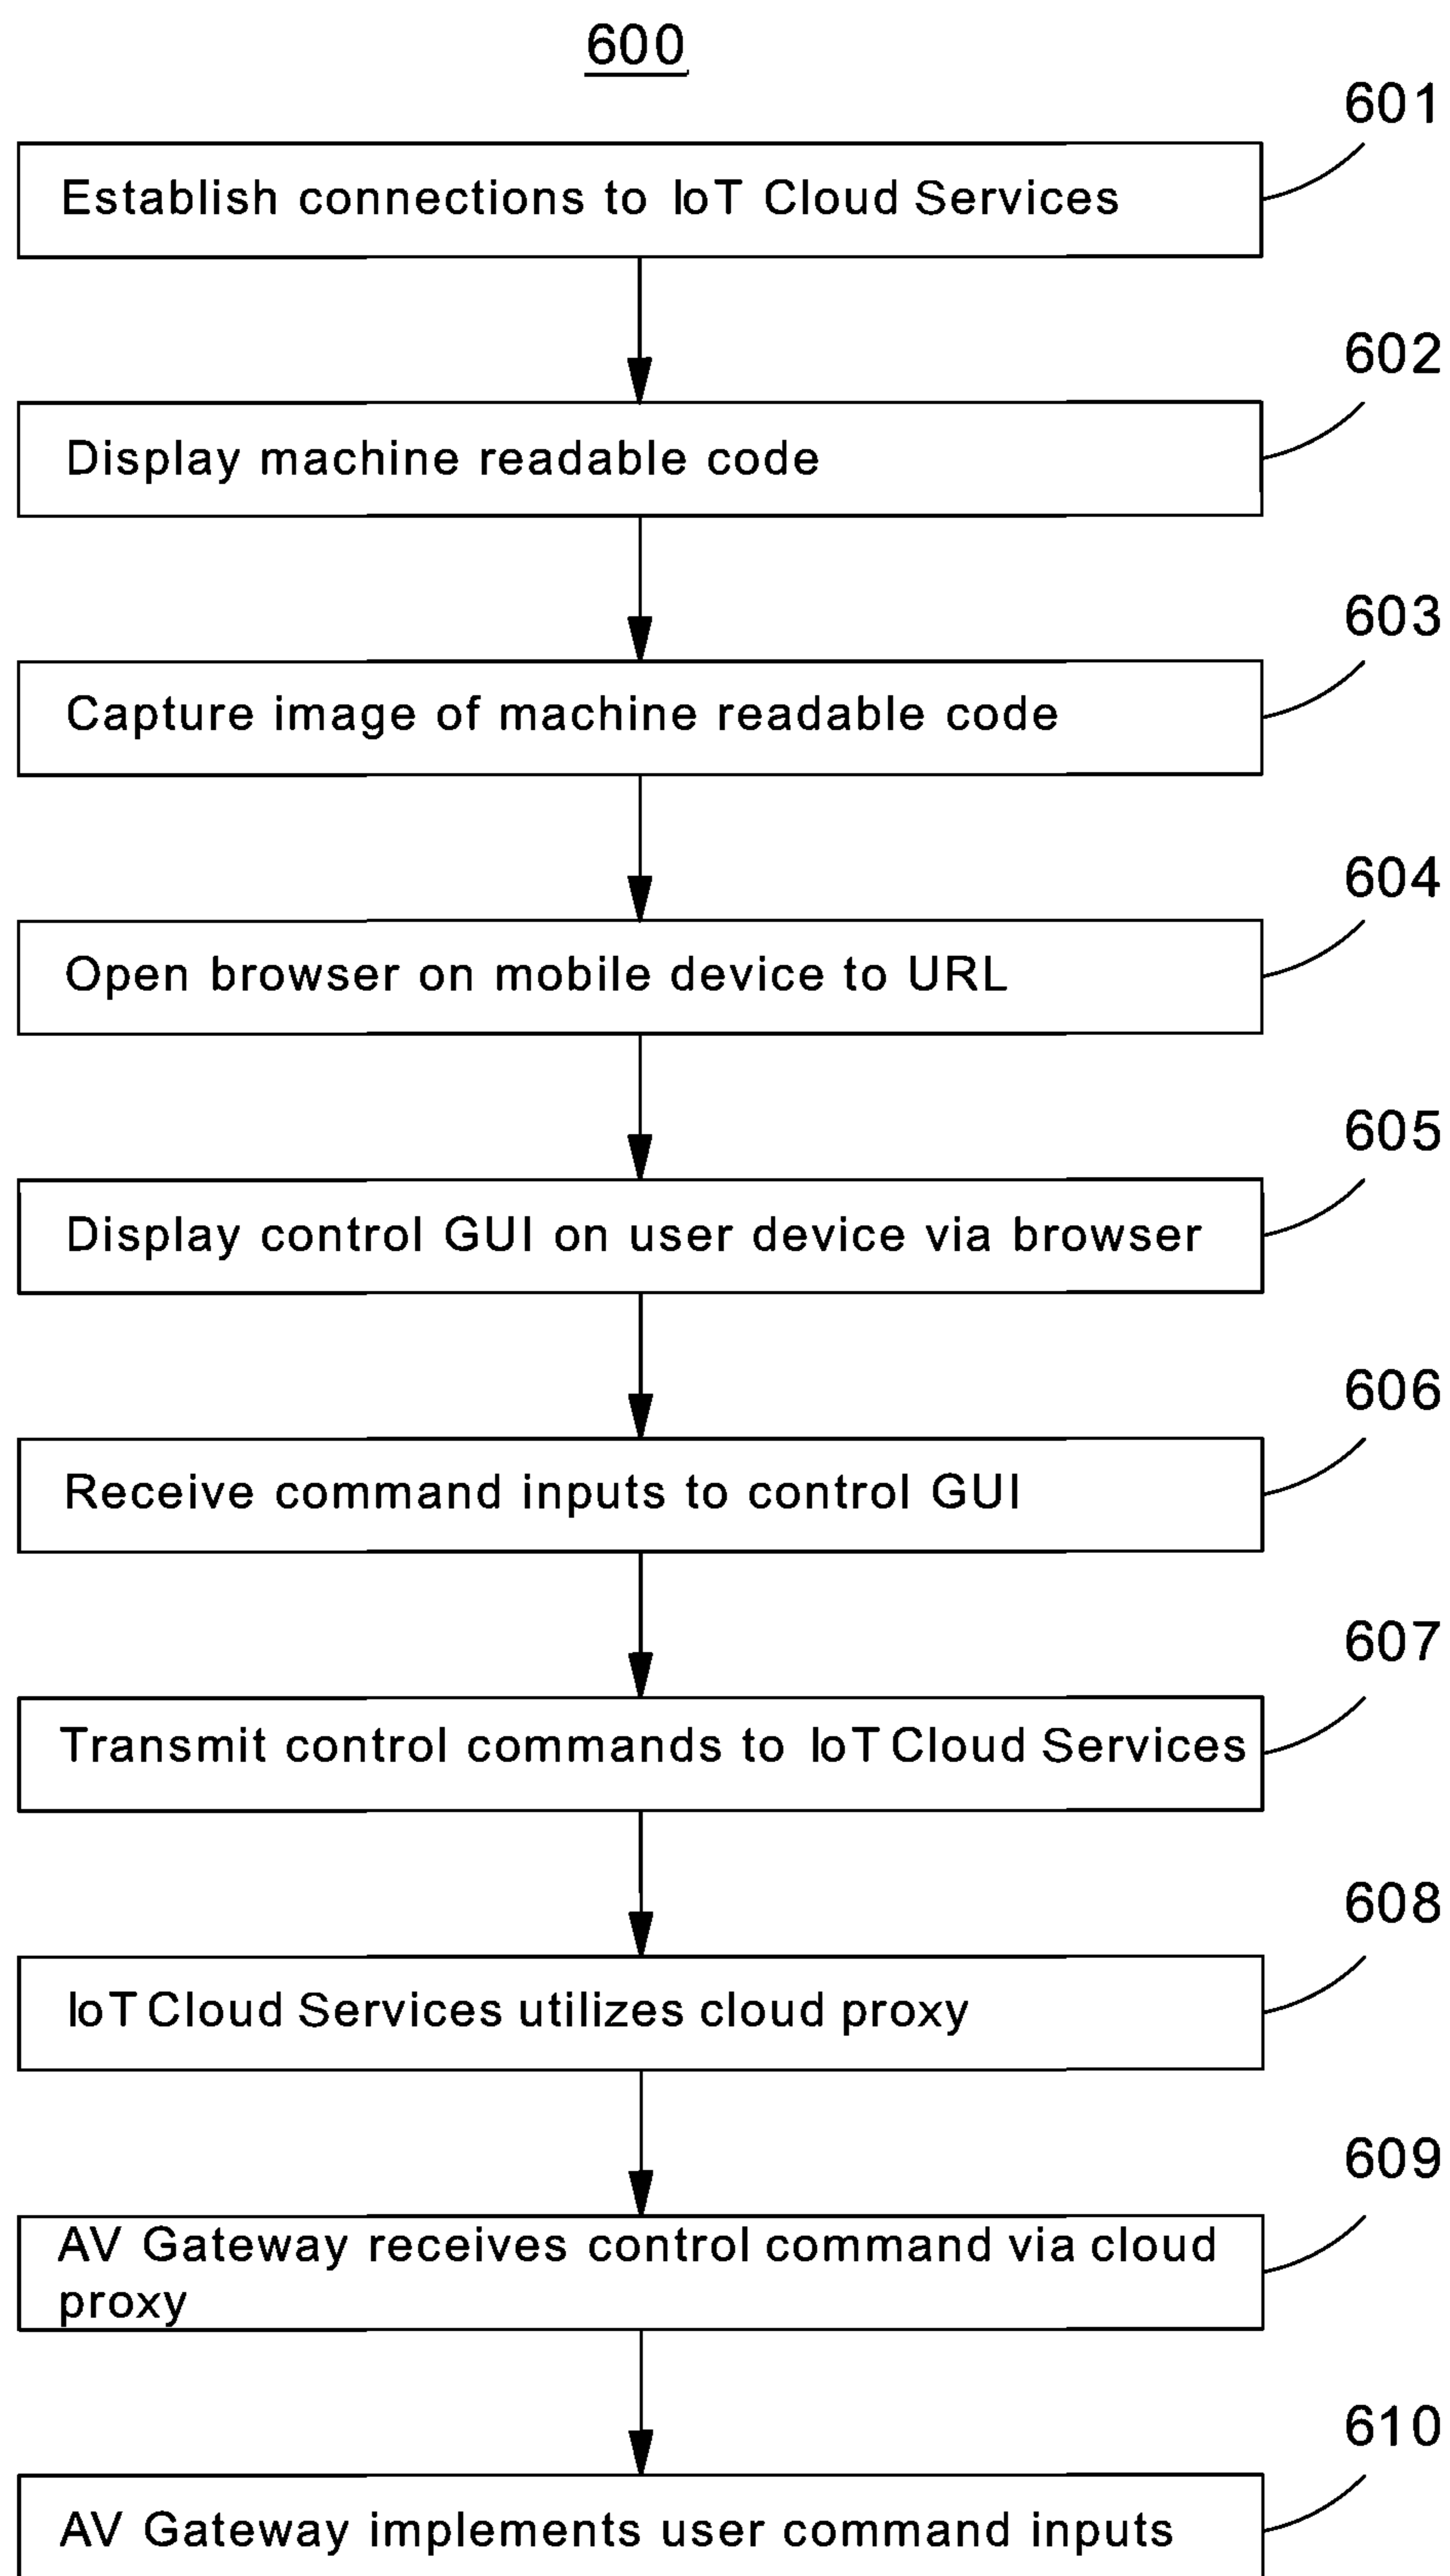 600
601
Establish connections to IoT Cloud Services
602
Display machine readable code
603
Capture image of machine readable code
604
Open browser on mobile device to URL
605
Display control GUI on user device via browser
606
Receive command inputs to control GUI
607
Transmit control commands to IoT Cloud Services
608
IoT Cloud Services utilizes cloud proxy
609
AV Gateway receives control command via cloud
proxy
610
AV Gateway implements user command inputs